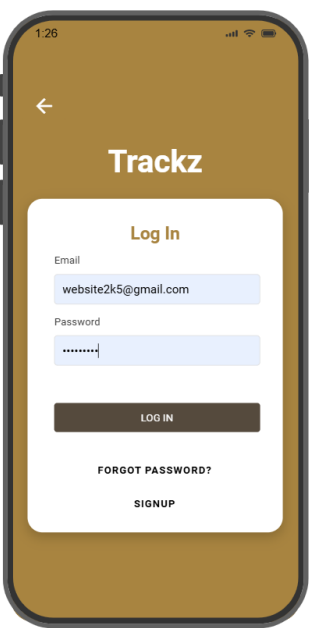 1:26
Trackz
Log In
Email
website2k5@gmail.com
Password
•••••••••
LOG IN
FORGOT PASSWORD?
SIGNUP